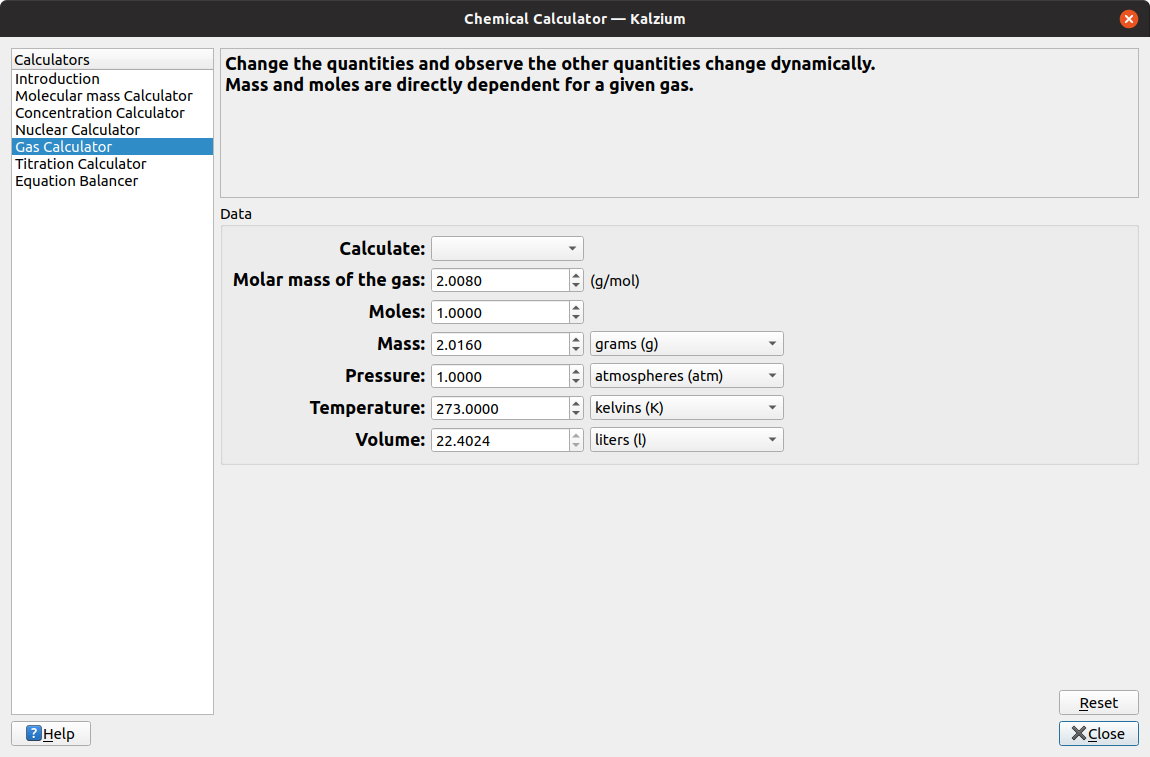 Chemical Calculator — Kalzium
Calculators
Introduction
Molecular mass Calculator
Concentration Calculator
Nuclear Calculator
Gas Calculator
Titration Calculator
Equation Balancer
Change the quantities and observe the other quantities change dynamically.
Mass and moles are directly dependent for a given gas.
Data
Calculate:
Molar mass of the gas: 2.0080 (g/mol)
Moles: 1.0000
Mass: 2.0160 grams (g)
Pressure: 1.0000 atmospheres (atm)
Temperature: 273.0000 kelvins (K)
Volume: 22.4024 liters (l)
Reset
? Help
Close